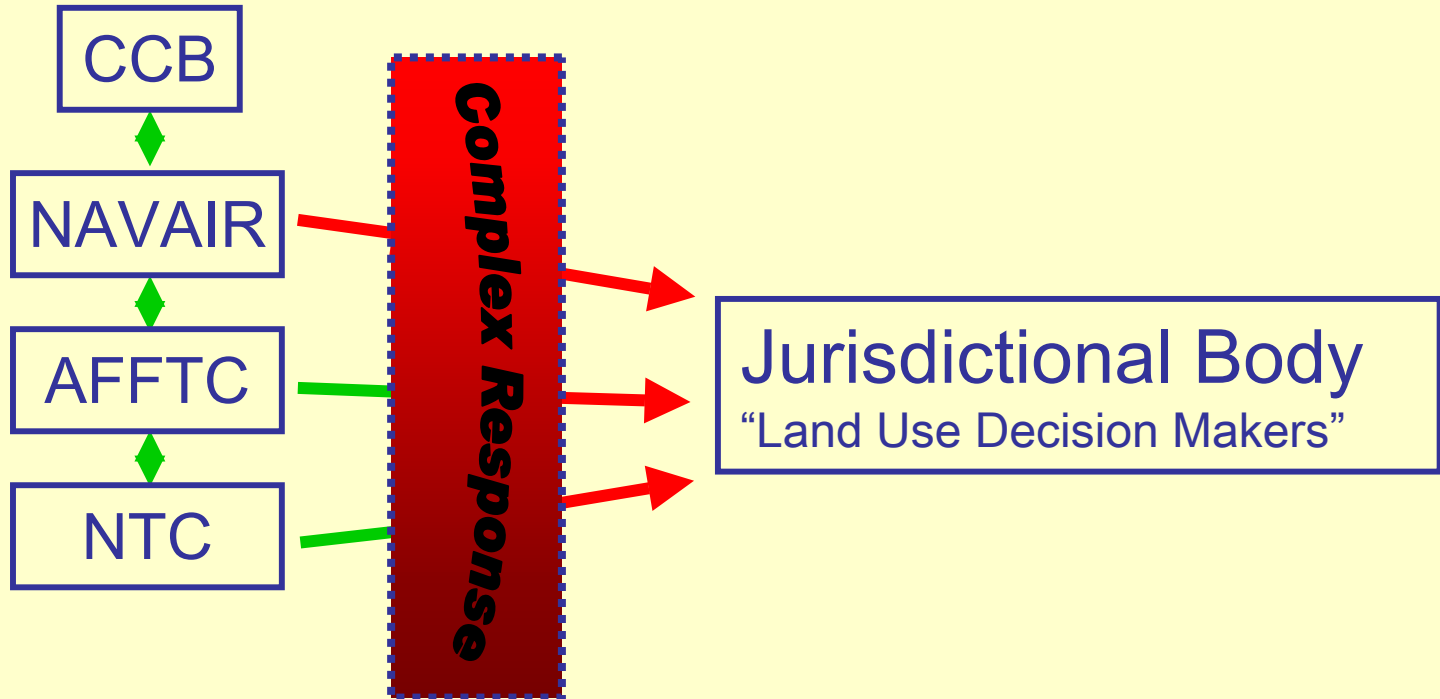 CCB
NAVAIR
AFFTC
NTC
Complex Response
Jurisdictional Body
“Land Use Decision Makers”